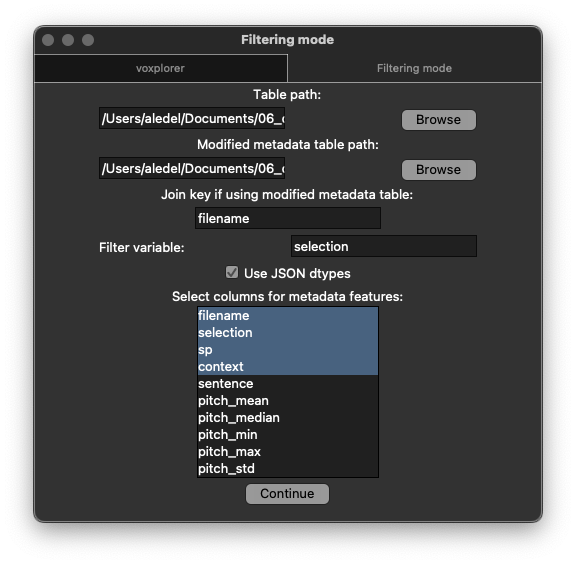 Filtering mode
voxplorer
Filtering mode
Table path:
/Users/aledel/Documents/06_
Browse
Modified metadata table path:
/Users/aledel/Documents/06_
Browse
Join key if using modified metadata table:
filename
Filter variable:
selection
Use JSON dtypes
Select columns for metadata features:
filename
selection
sp
context
sentence
pitch_mean
pitch_median
pitch_min
pitch_max
pitch_std
Continue